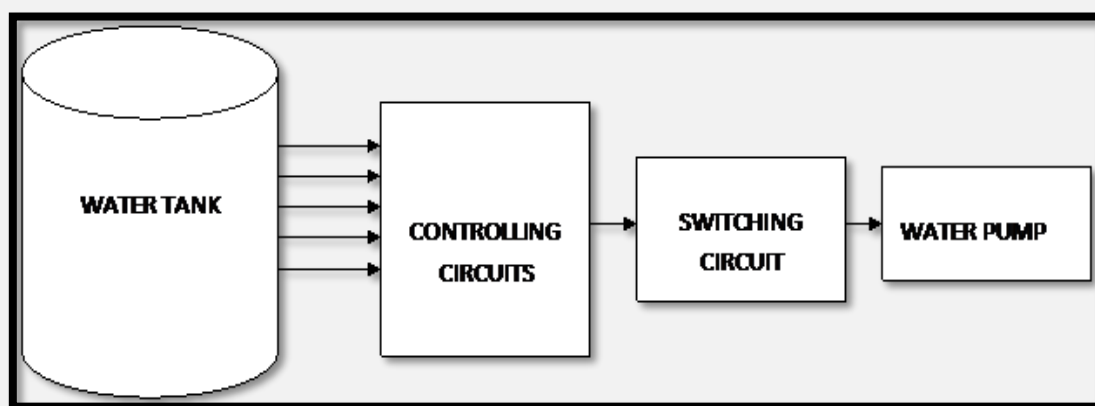 WATER TANK
CONTROLLING
CIRCUITS
SWITCHING
CIRCUIT
WATER PUMP